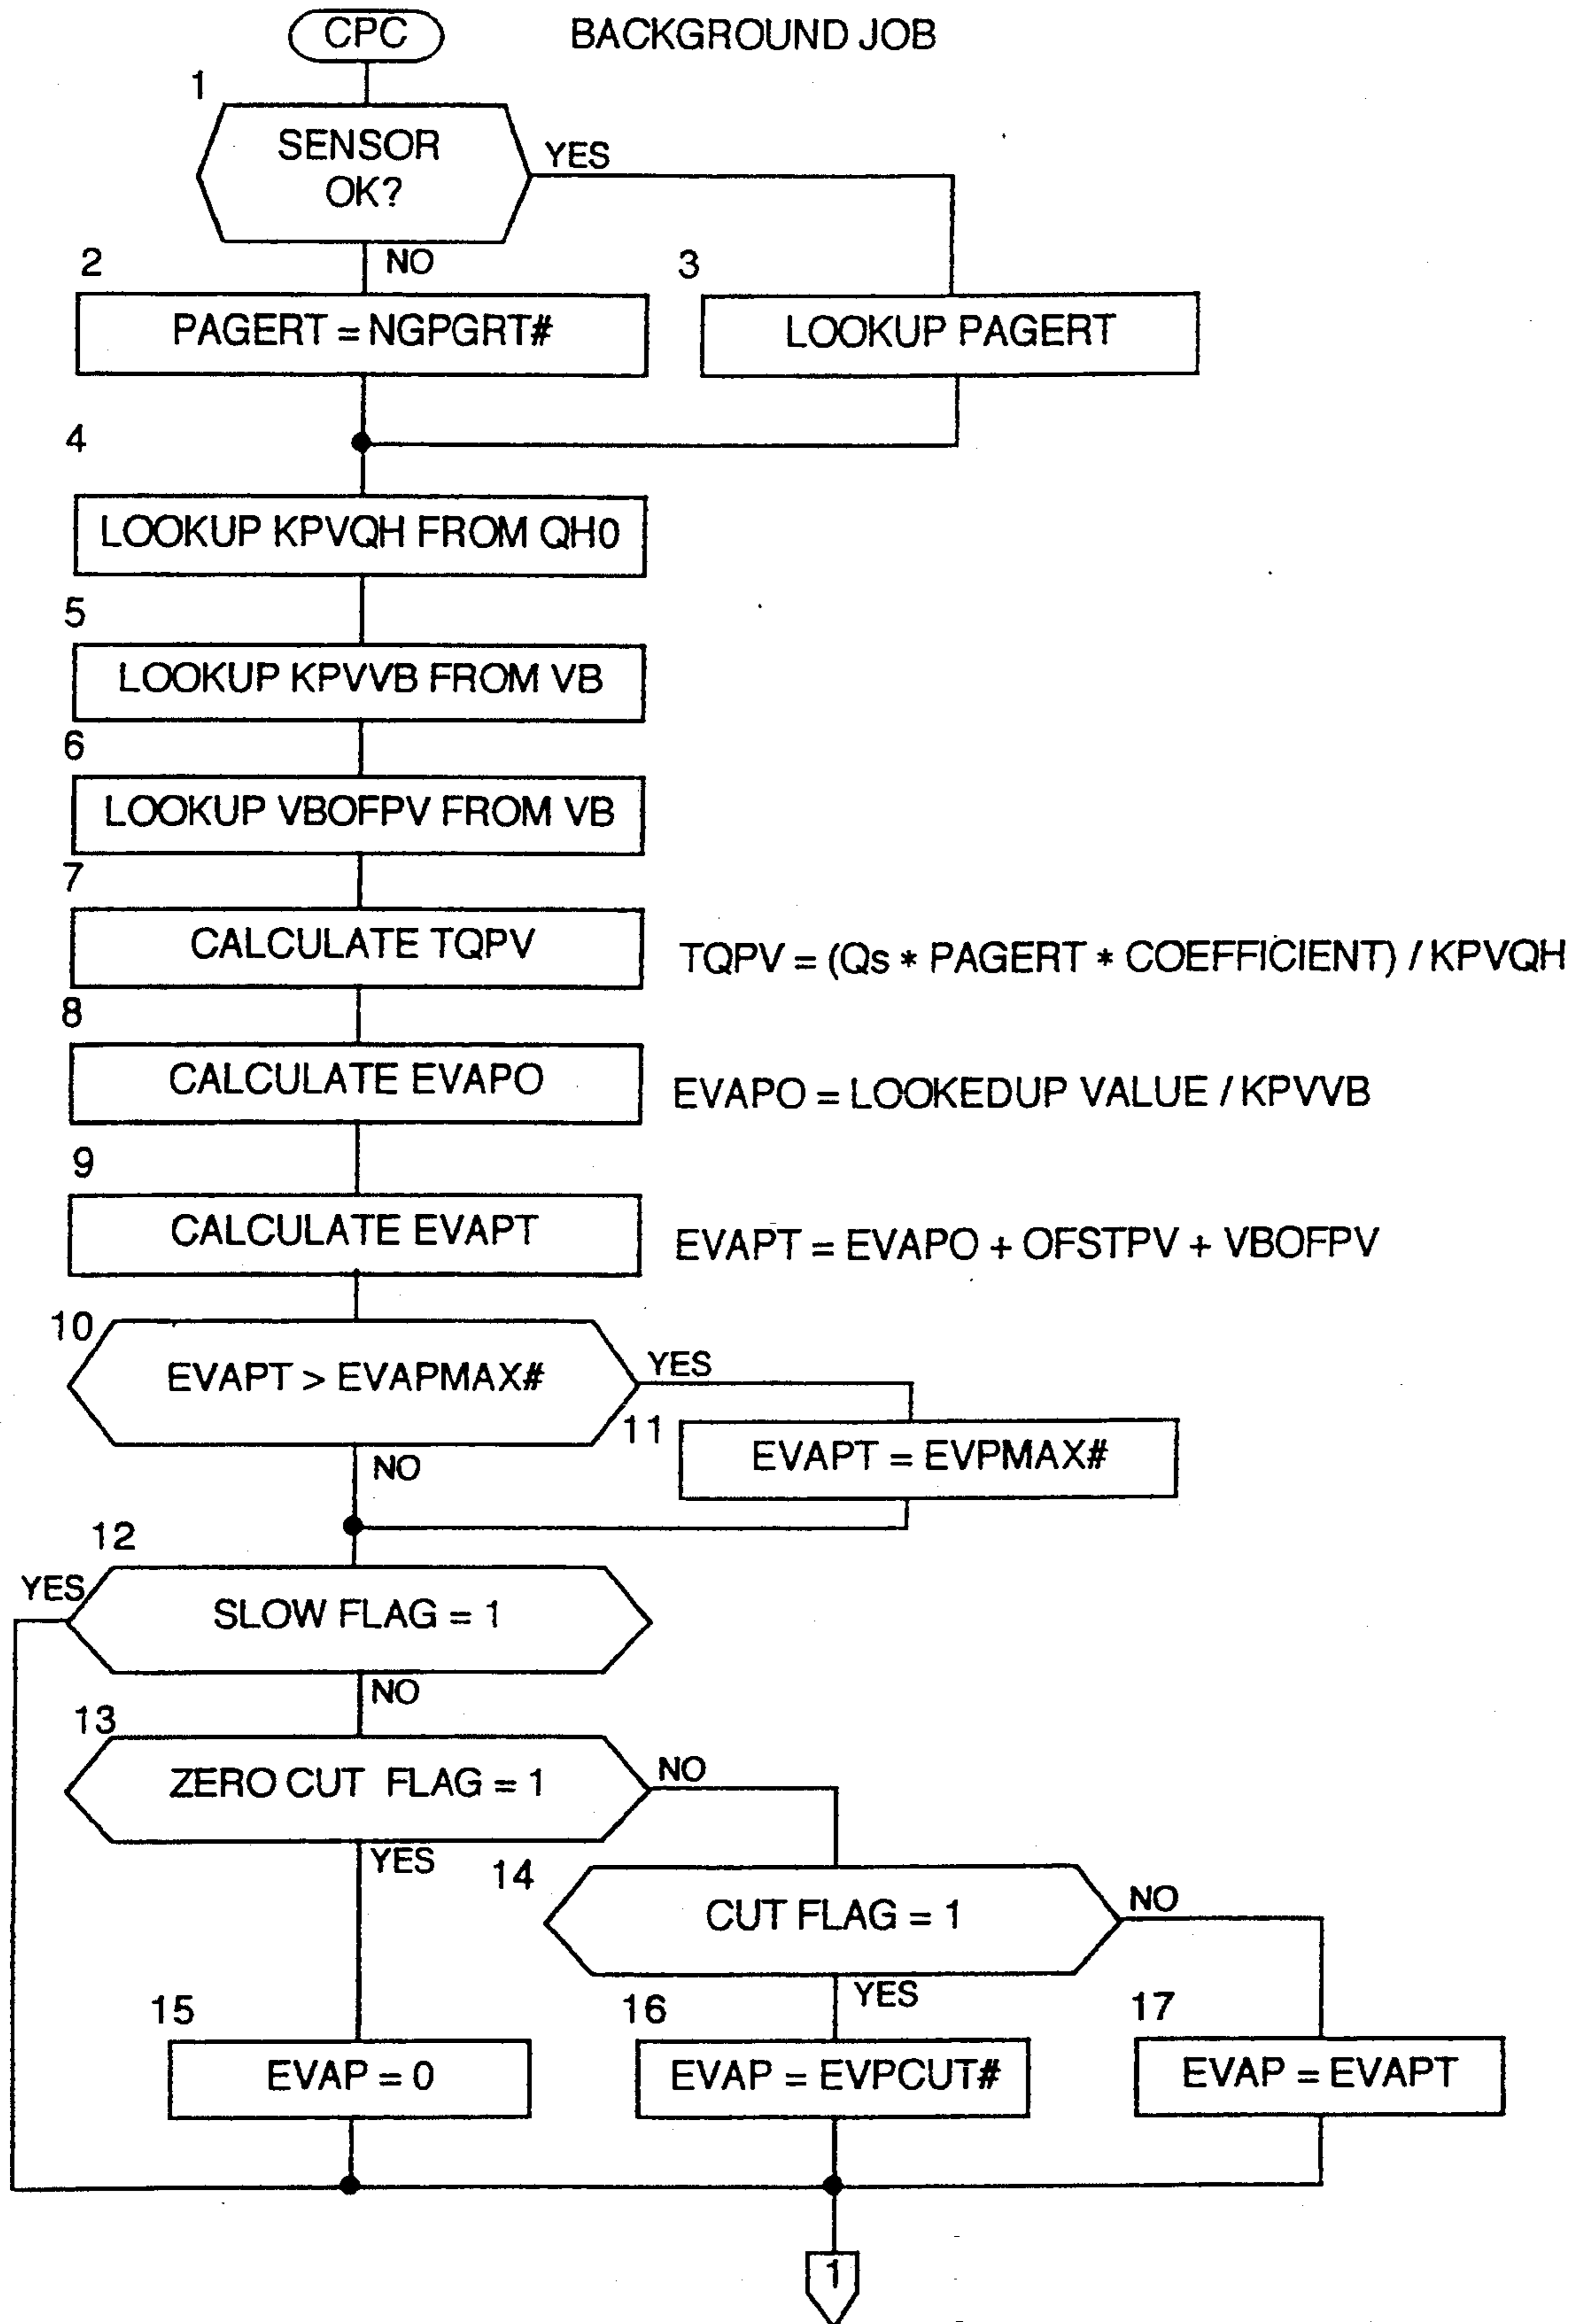 CPC
BACKGROUND JOB
1
SENSOR
OK?
YES
NO
2
PAGERT = NGPGRT#
3
LOOKUP PAGERT
4
LOOKUP KPVQH FROM QH0
5
LOOKUP KPVVB FROM VB
6
LOOKUP VBOFPV FROM VB
7
CALCULATE TQPV
TQPV = (Qs * PAGERT * COEFFICIENT) / KPVQH
8
CALCULATE EVAPO
EVAPO = LOOKEDUP VALUE / KPVVB
9
CALCULATE EVAPT
EVAPT = EVAPO + OFSTPV + VBOFPV
10
EVAPT > EVAPMAX#
YES
NO
11
EVAPT = EVPMAX#
12
YES
SLOW FLAG = 1
NO
13
ZERO CUT FLAG = 1
NO
YES
14
CUT FLAG = 1
NO
YES
15
EVAP = 0
16
EVAP = EVPCUT#
17
EVAP = EVAPT
1